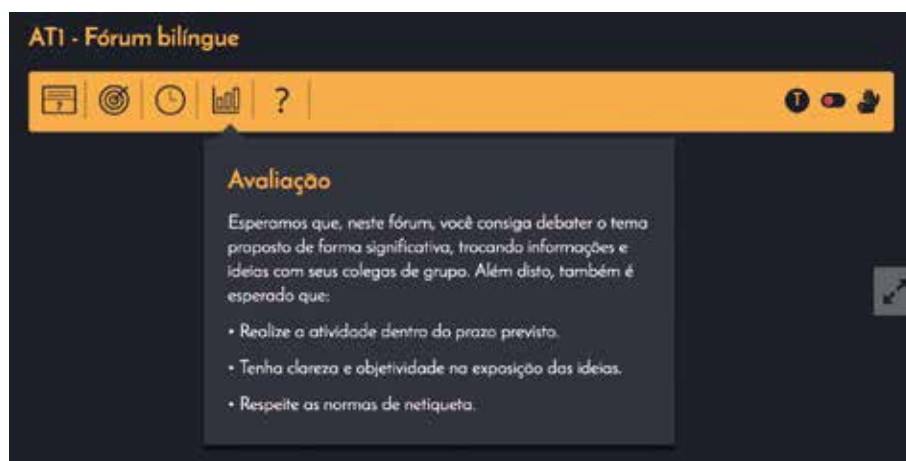 AT1 - Fórum bilíngue
?
T
Avaliação
Esperamos que, neste fórum, você consiga debater o tema
proposto de forma significativa, trocando informações e
ideias com seus colegas de grupo. Além disto, também é
esperado que:
• Realize a atividade dentro do prazo previsto.
• Tenha clareza e objetividade na exposição das ideias.
• Respeite as normas de netiqueta.